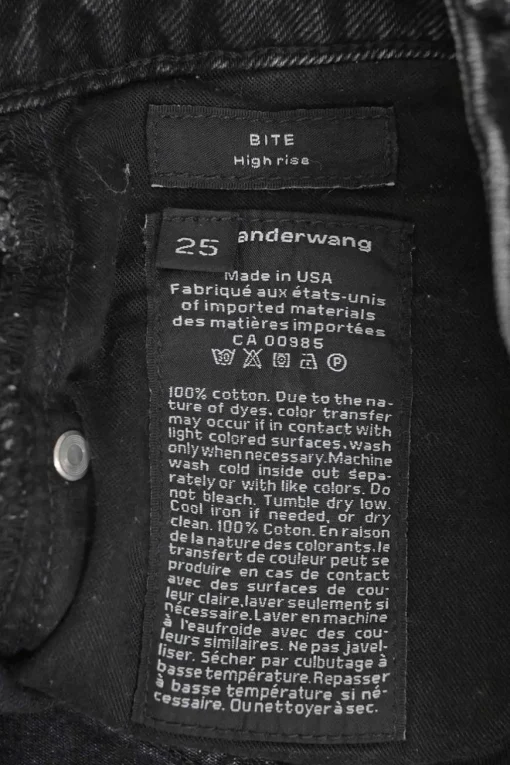 BITE
High rise
25
anderwang
Made in USA
Fabriqué aux états-unis
of imported materials
des matières importées
CA 00985
100% cotton. Due to the na-
ture of dyes. color transfer
may occur if in contact with
light colored surfaces.wash
only when necessary.Machine
wash cold inside out sepa-
rately or with like colors. Do
not bleach. Tumble dry low.
Cool iron if needed, or dry
clean. 100% Coton. En raison
de la nature des colorants.le
transfert de couleur peut se
produire en cas de contact
avec des surfaces de cou-
leur claire.laver seulement si
nécessaire.Laver en machine
à l'eaufroide avec des cou-
leurs similaires. Ne pas javel-
liser. Sécher par culbutage à
basse température.Repasser
à basse température si né-
cessaire. Ou nettoyer à sec.